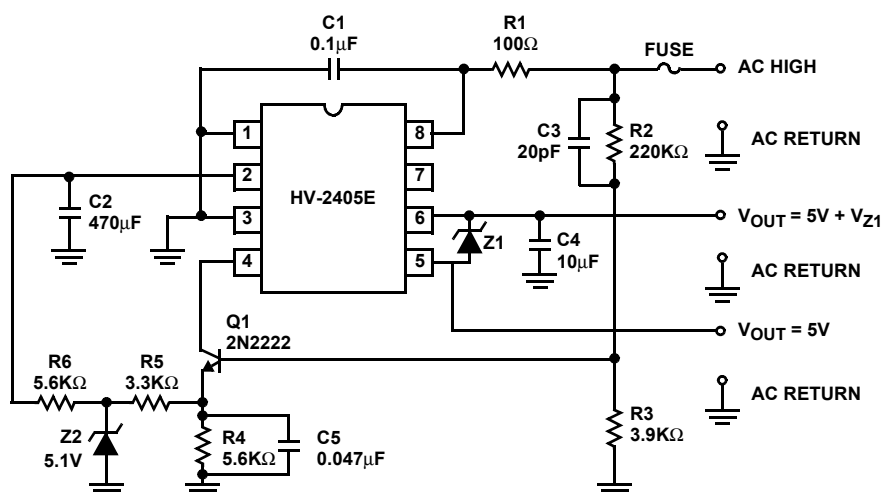 C1
0.1μF
R1
100Ω
FUSE
AC HIGH
1
8
C3
20pF
R2
220KΩ
AC RETURN
2
7
C2
470μF
HV-2405E
3
6
VOUT = 5V + VZ1
Z1
C4
10μF
4
5
AC RETURN
Q1
2N2222
VOUT = 5V
R6
5.6KΩ
R5
3.3KΩ
AC RETURN
Z2
5.1V
R4
5.6KΩ
C5
0.047μF
R3
3.9KΩ